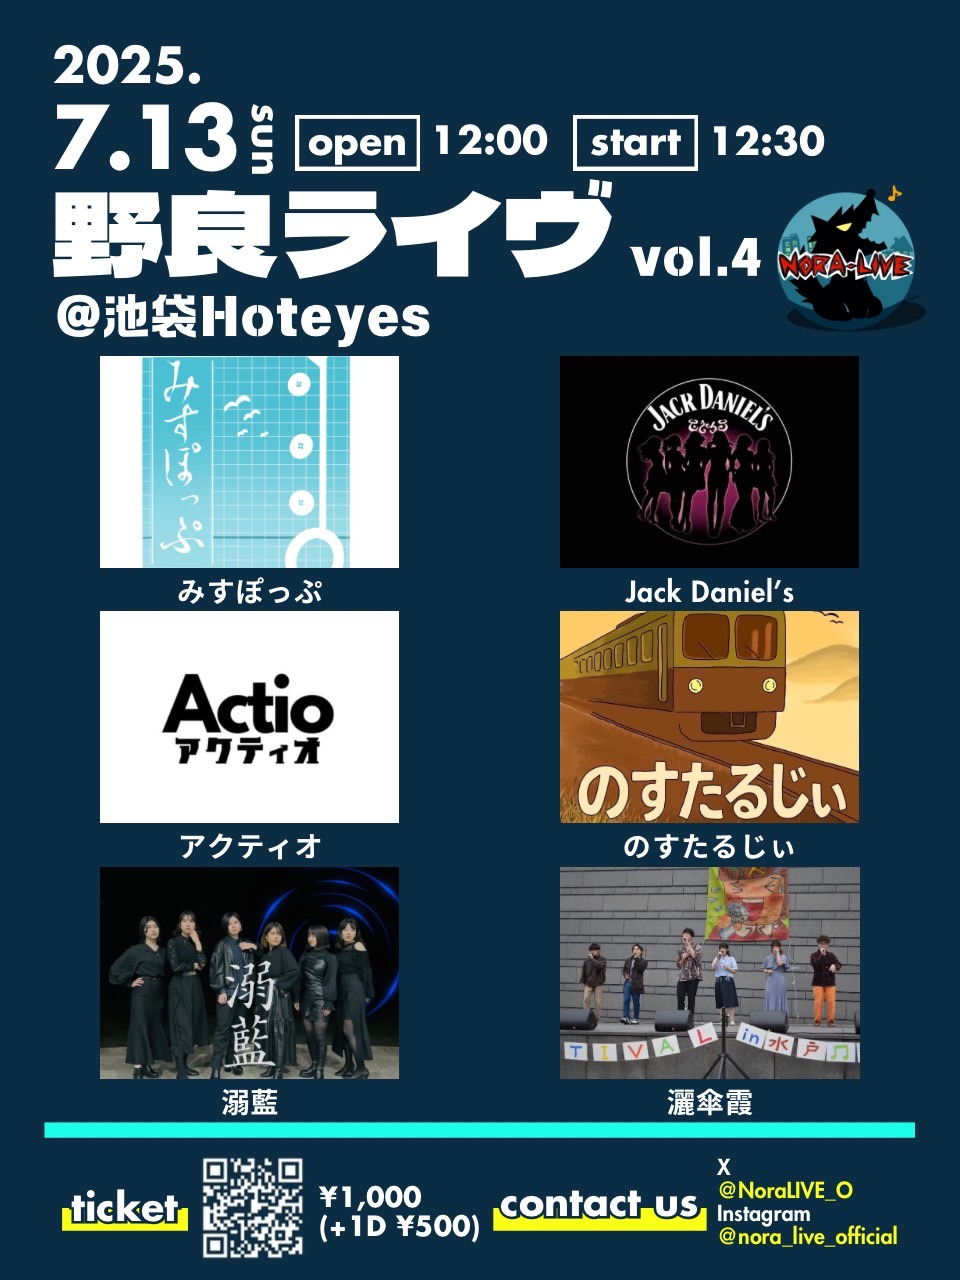 2025.
7.13 sun open 12:00 start 12:30
野良ライヴ vol.4
NORA-LIVE
@池袋Hoteyes
みすぽっぷ
JACK DANIEL'S
みすぽっぷ
Jack Daniel's
Actio
アクティオ
のすたるじぃ
アクティオ
のすたるじぃ
溺藍
TIVAL in 水戸
溺藍
灑傘霞
ticket
¥1,000
(+1D ¥500)
contact us
X
@NoraLIVE_O
Instagram
@nora_live_official